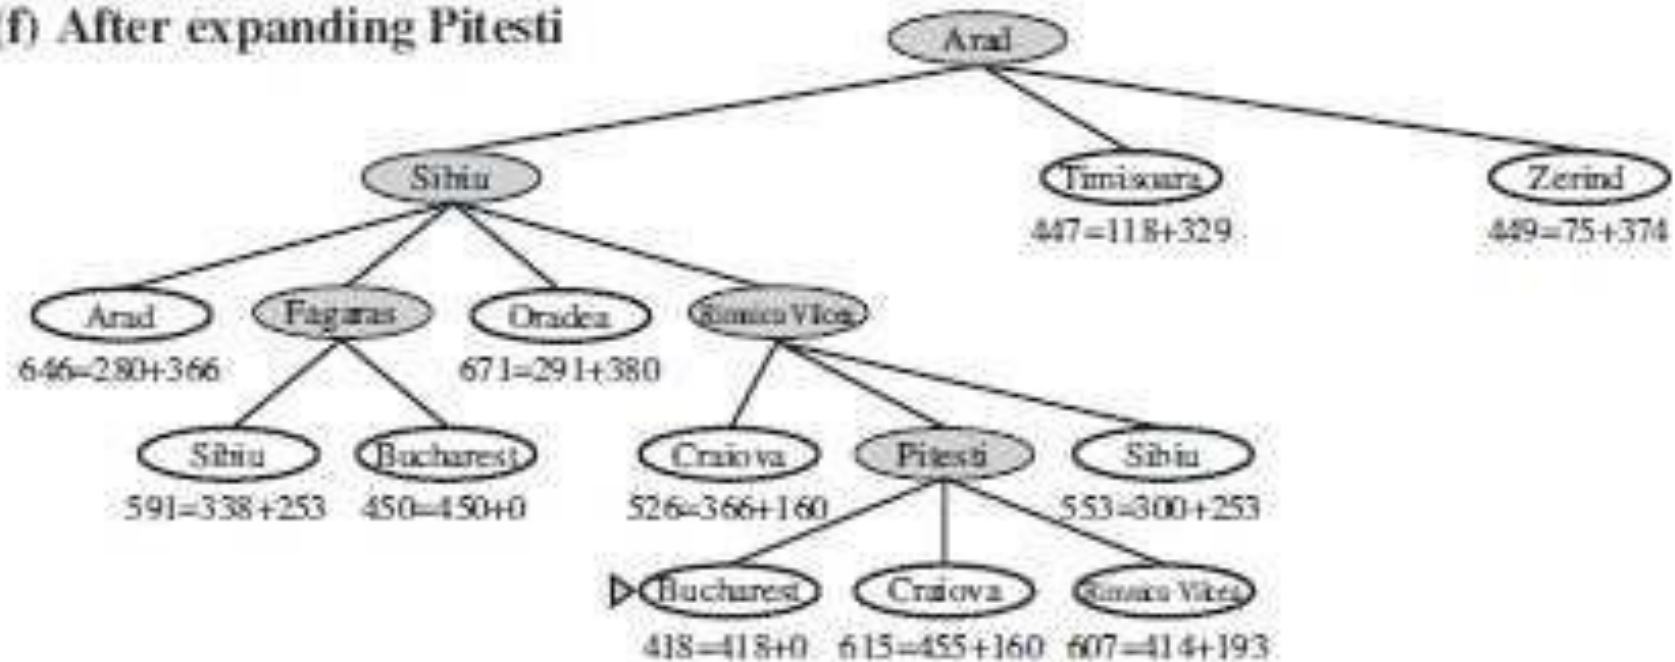 f) After expanding Pitesti
Arad
Sibiu
Timisoara
Zerind
447=118+329
449=75+374
Arad
Fagaras
Oradea
Rimnicu Vilcea
646=280+366
671=291+380
Sibiu
Bucharest
Craiova
Pitesti
Sibiu
591=338+253
450=450+0
526=366+160
553=300+253
Bucharest
Craiova
Rimnicu Vilcea
418=418+0
615=455+160
607=414+193